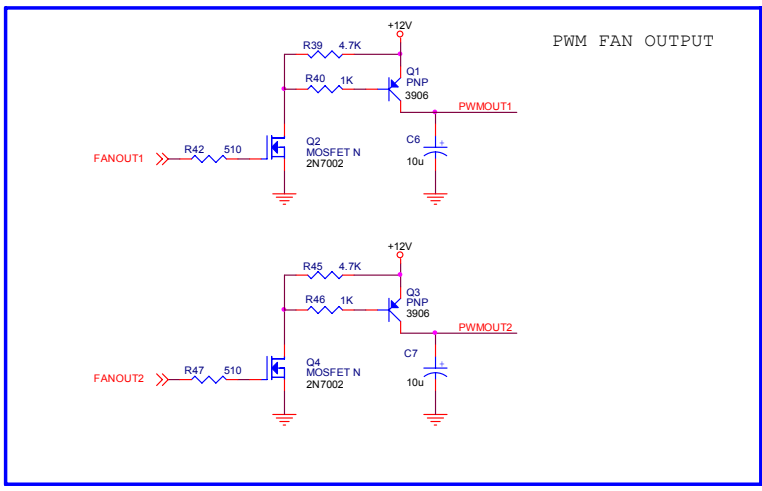 PWM FAN OUTPUT
+12V
R39 4.7K
R40 1K
Q1
PNP
3906
PWMOUT1
C6
+
10u
FANOUT1
R42 510
Q2
MOSFET N
2N7002
+12V
R45 4.7K
R46 1K
Q3
PNP
3906
PWMOUT2
C7
+
10u
FANOUT2
R47 510
Q4
MOSFET N
2N7002